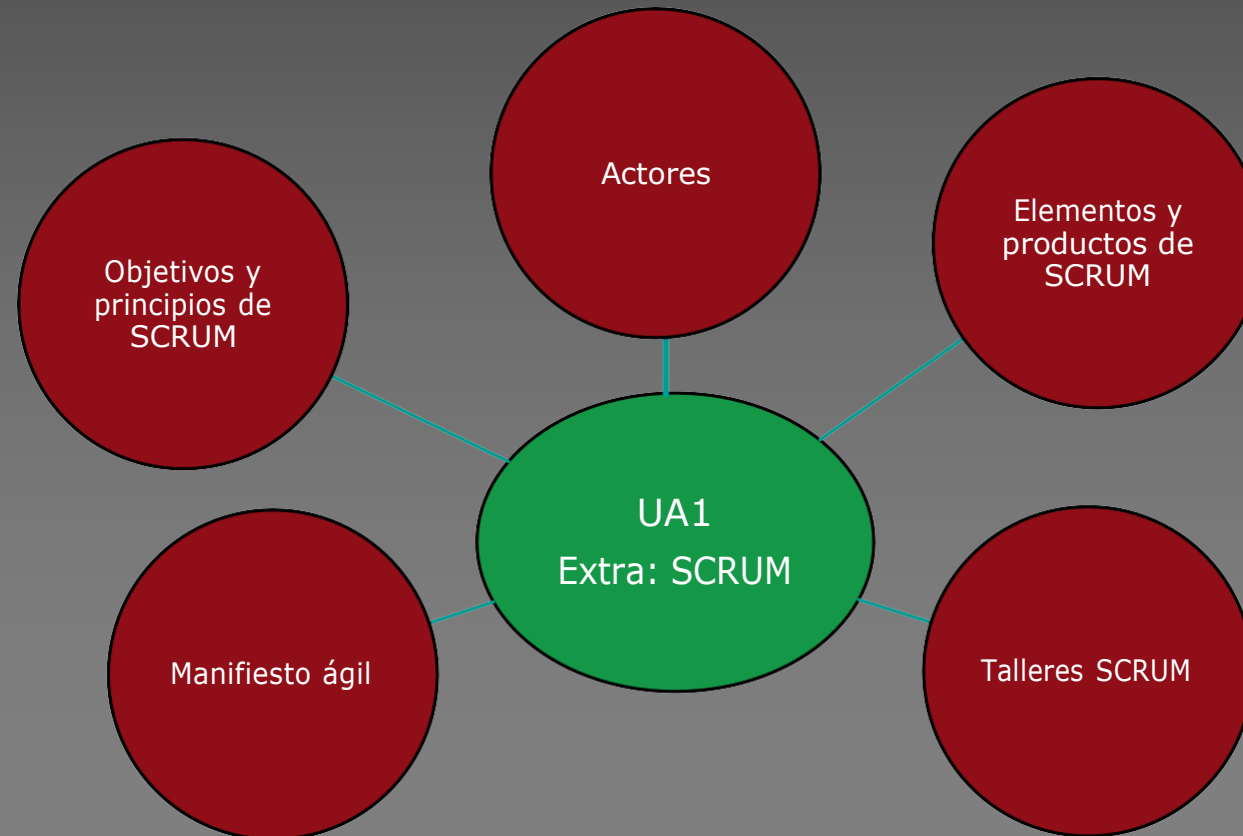 Actores
Elementos y
productos de
SCRUM
Objetivos y
principios de
SCRUM
UA1
Extra: SCRUM
Manifiesto ágil
Talleres SCRUM